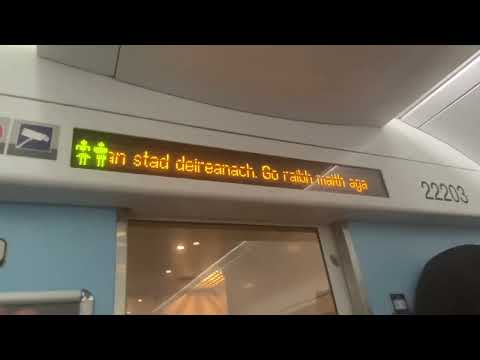 an stad deireanach. Go raibh maith aga
22203